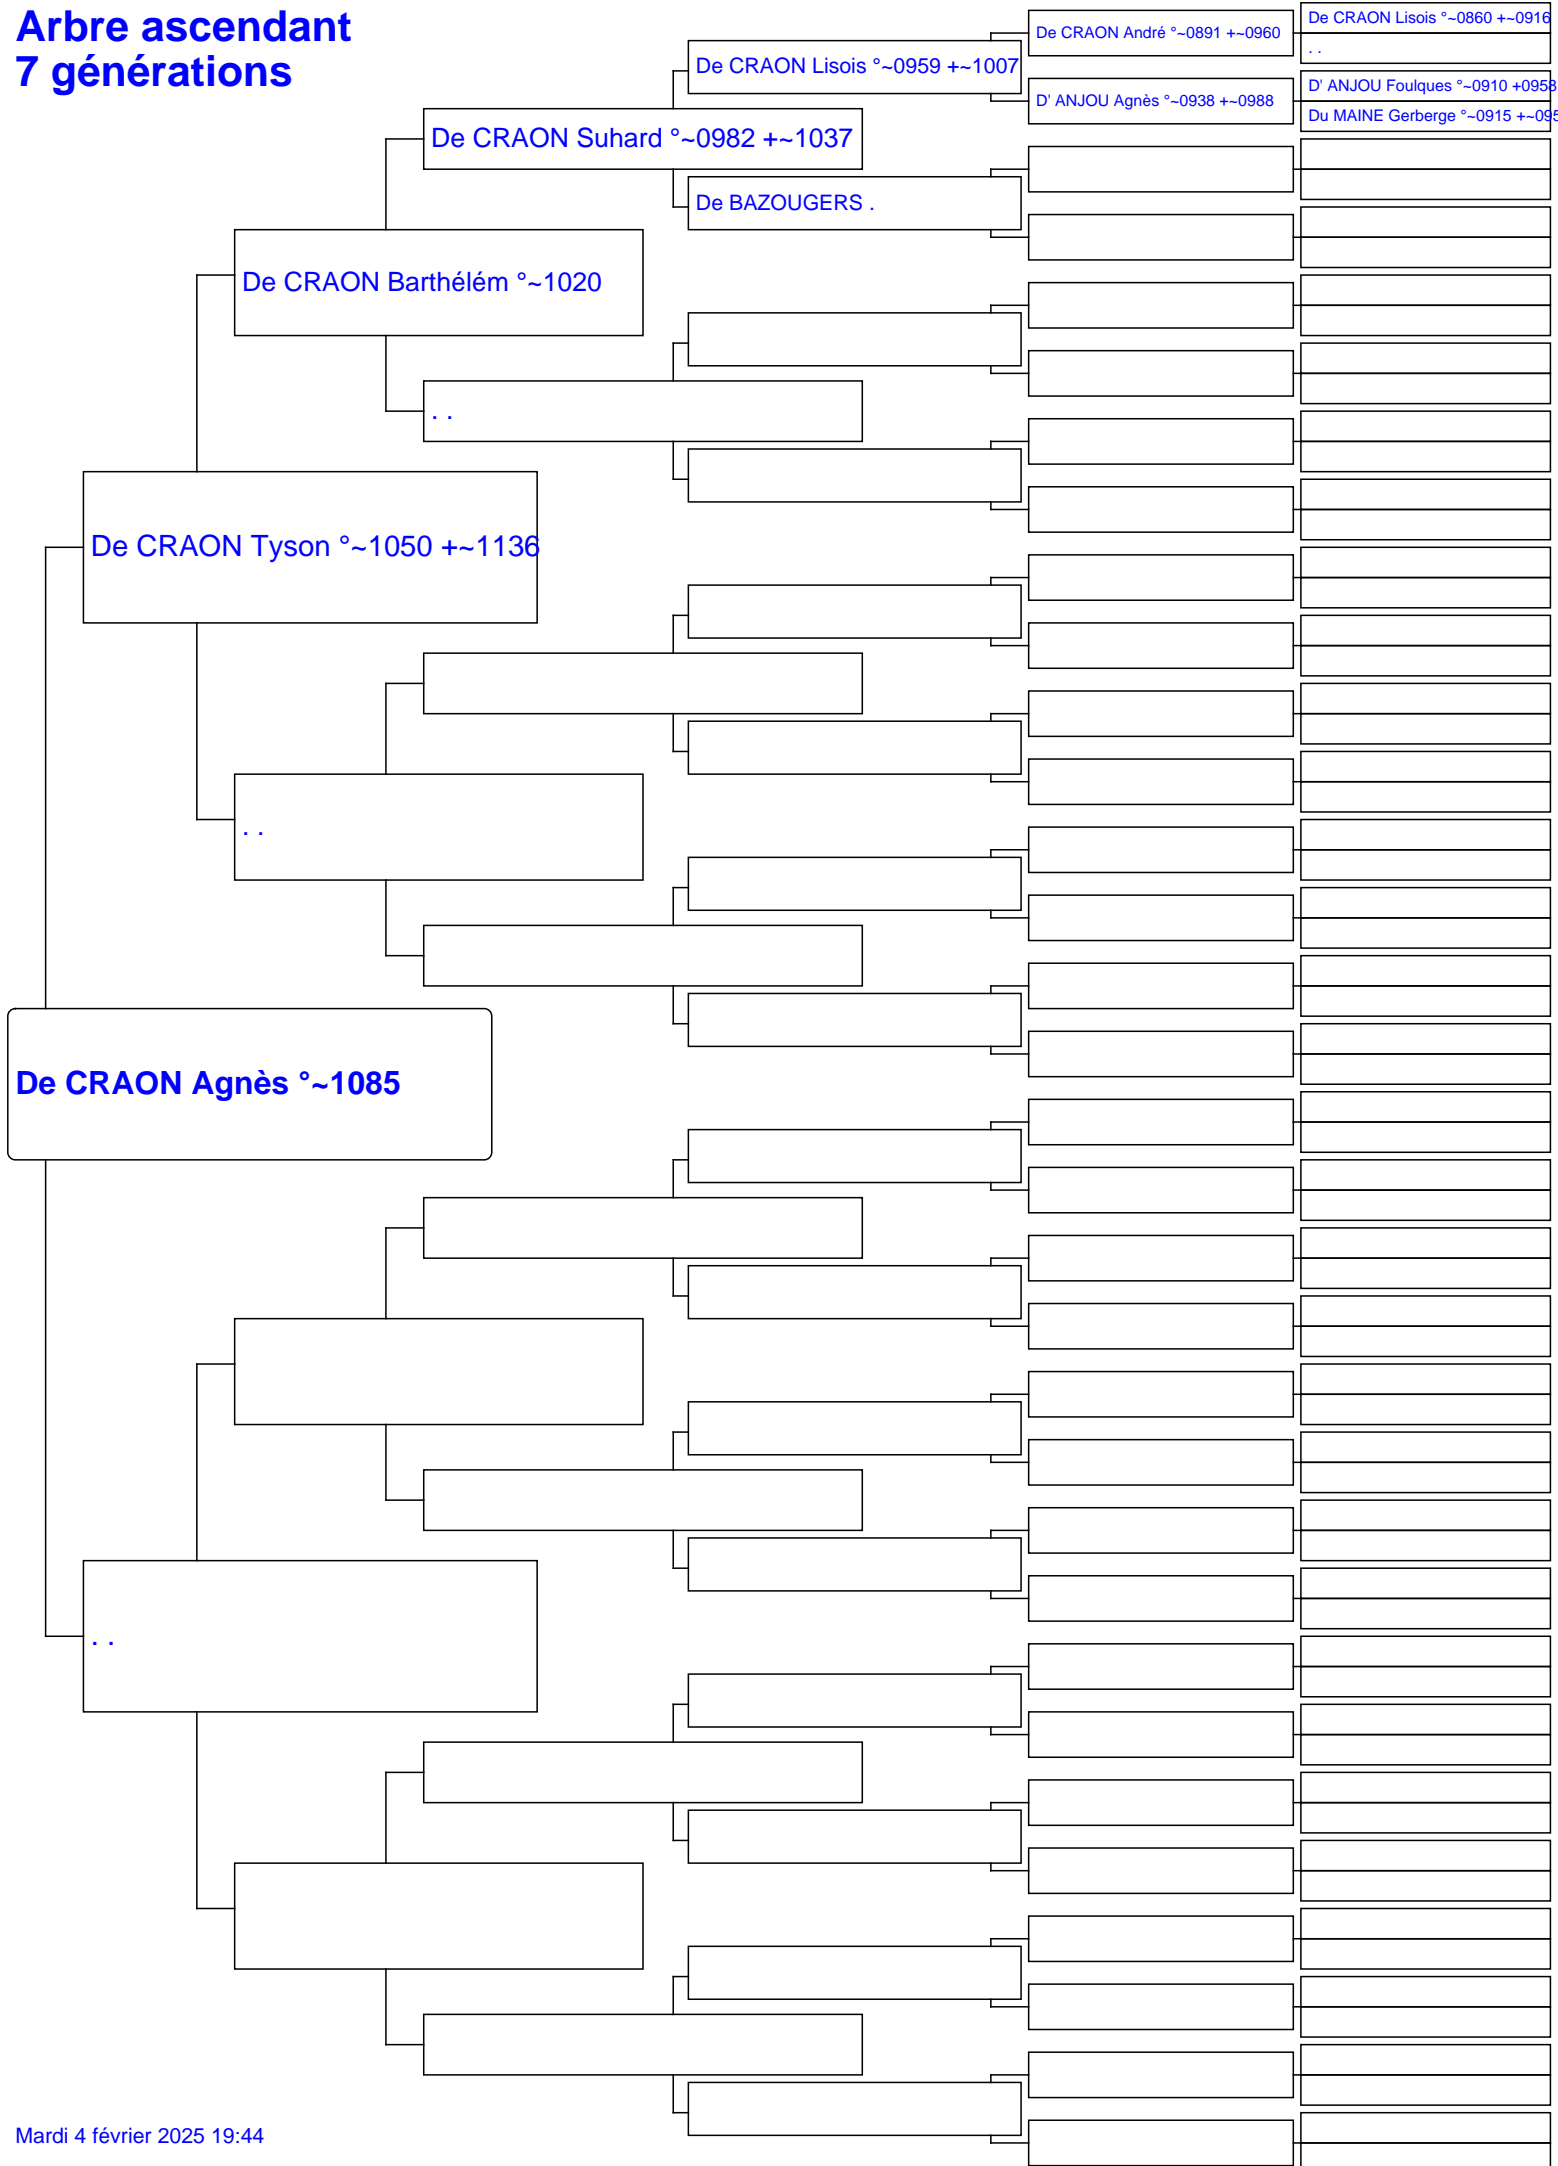 Arbre ascendant
7 générations
De CRAON Lisois °~0860 +~0916
De CRAON André °~0891 +~0960
. .
De CRAON Lisois °~0959 +~1007
D' ANJOU Foulques °~0910 +0958
D' ANJOU Agnès °~0938 +~0988
Du MAINE Gerberge °~0915 +~095
De CRAON Suhard °~0982 +~1037
De BAZOUGERS .
De CRAON Barthélém °~1020
. .
De CRAON Tyson °~1050 +~1136
. .
De CRAON Agnès °~1085
. .
Mardi 4 février 2025 19:44